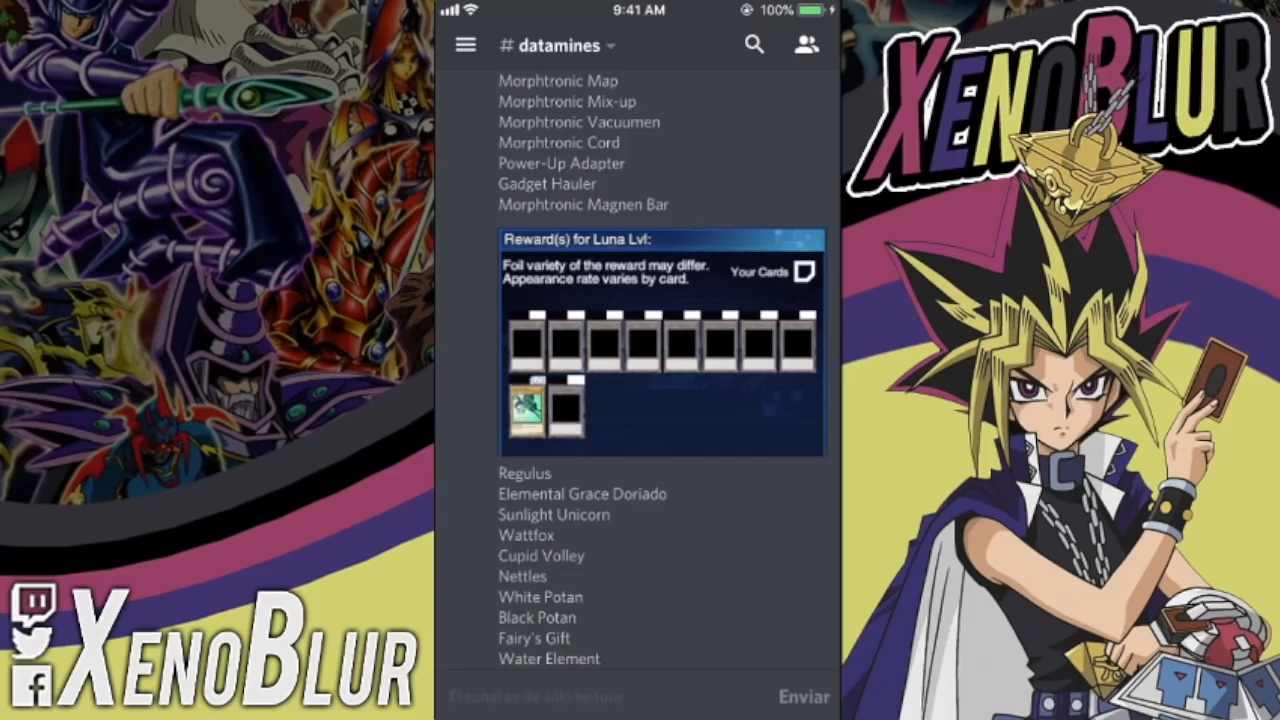 9:41 AM
100%
# datamines
XENOBLUR
Morphtronic Map
Morphtronic Mix-up
Morphtronic Vacuumen
Morphtronic Cord
Power-Up Adapter
Gadget Hauler
Morphtronic Magnen Bar
Reward(s) for Luna Lvl:
Foil variety of the reward may differ.
Appearance rate varies by card.
Your Cards
Regulus
Elemental Grace Doriado
Sunlight Unicorn
Wattfox
Cupid Volley
Nettles
White Potan
Black Potan
Fairy's Gift
Water Element
El canal es de sólo lectura
Enviar
XENOBLUR